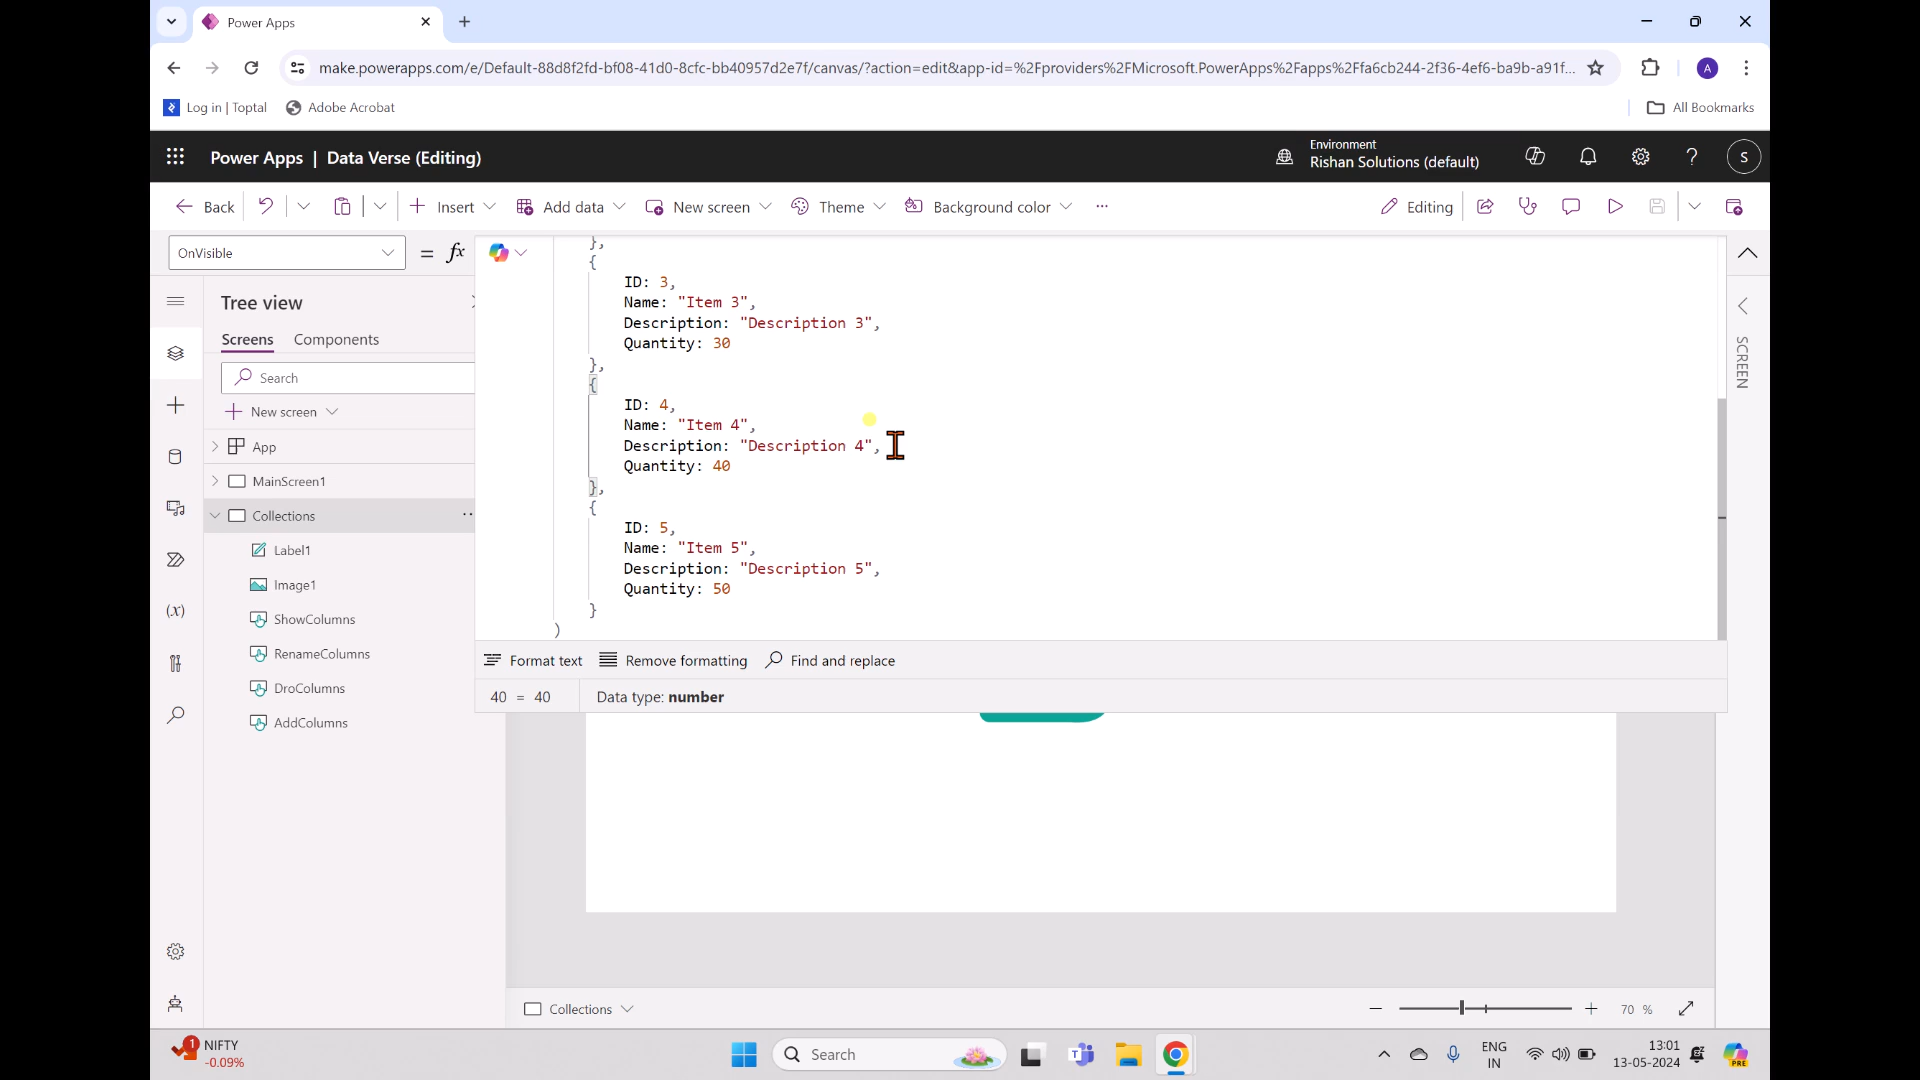 Power Apps
make.powerapps.com/e/Default-88d8f2fd-bf08-41d0-8cfc-bb40957d2e7f/canvas/?action=edit&app-id=%2Fproviders%2FMicrosoft.PowerApps%2Fapps%2Ffa6cb244-2f36-4ef6-ba9b-a91f...
A
Log in | Toptal
Adobe Acrobat
All Bookmarks
Power Apps | Data Verse (Editing)
Environment
Rishan Solutions (default)
?
S
Back
Insert
Add data
New screen
Theme
Background color
...
Editing
OnVisible
= fx
},
{
ID: 3,
Name: "Item 3",
Description: "Description 3",
Quantity: 30
},
{
ID: 4,
Name: "Item 4",
Description: "Description 4",
Quantity: 40
},
{
ID: 5,
Name: "Item 5",
Description: "Description 5",
Quantity: 50
}
)
Format text
Remove formatting
Find and replace
40 = 40
Data type: number
Tree view
Screens
Components
Search
New screen
App
MainScreen1
Collections
Label1
Image1
ShowColumns
RenameColumns
DroColumns
AddColumns
(x)
SCREEN
Collections
70 %
1
NIFTY
-0.09%
Search
ENG
IN
13:01
13-05-2024
PRE